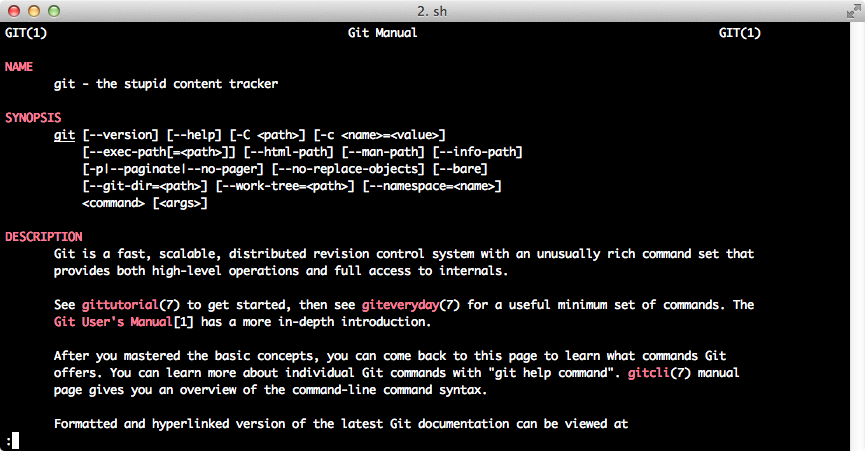 2. sh
GIT(1) Git Manual GIT(1)
NAME
git - the stupid content tracker
SYNOPSIS
git [--version] [--help] [-C <path>] [-c <name>=<value>]
[--exec-path[=<path>]] [--html-path] [--man-path] [--info-path]
[-p|--paginate|--no-pager] [--no-replace-objects] [--bare]
[--git-dir=<path>] [--work-tree=<path>] [--namespace=<name>]
<command> [<args>]
DESCRIPTION
Git is a fast, scalable, distributed revision control system with an unusually rich command set that
provides both high-level operations and full access to internals.
See gittutorial(7) to get started, then see giteveryday(7) for a useful minimum set of commands. The
Git User's Manual[1] has a more in-depth introduction.
After you mastered the basic concepts, you can come back to this page to learn what commands Git
offers. You can learn more about individual Git commands with "git help command". gitcli(7) manual
page gives you an overview of the command-line command syntax.
Formatted and hyperlinked version of the latest Git documentation can be viewed at
: